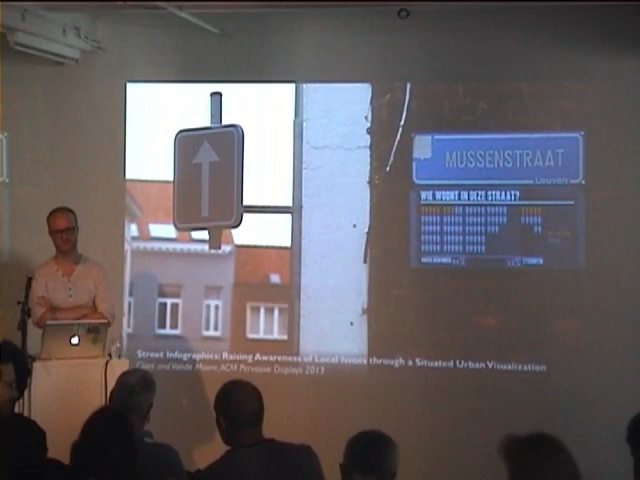 MUSSENSTRAAT
Leuven
WIE WOONT IN DEZE STRAAT?
Street Infographics: Raising Awareness of Local Issues through a Situated Urban Visualization
Claes and Vande Moere, ACM Pervasive Displays 2013